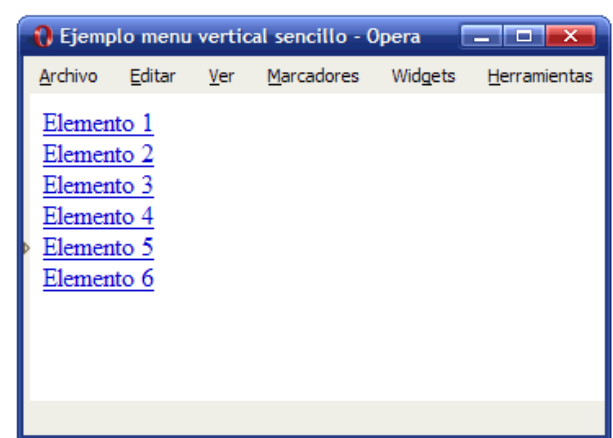 Ejemplo menu vertical sencillo - Opera
Archivo Editar Ver Marcadores Widgets Herramientas
Elemento 1
Elemento 2
Elemento 3
Elemento 4
Elemento 5
Elemento 6